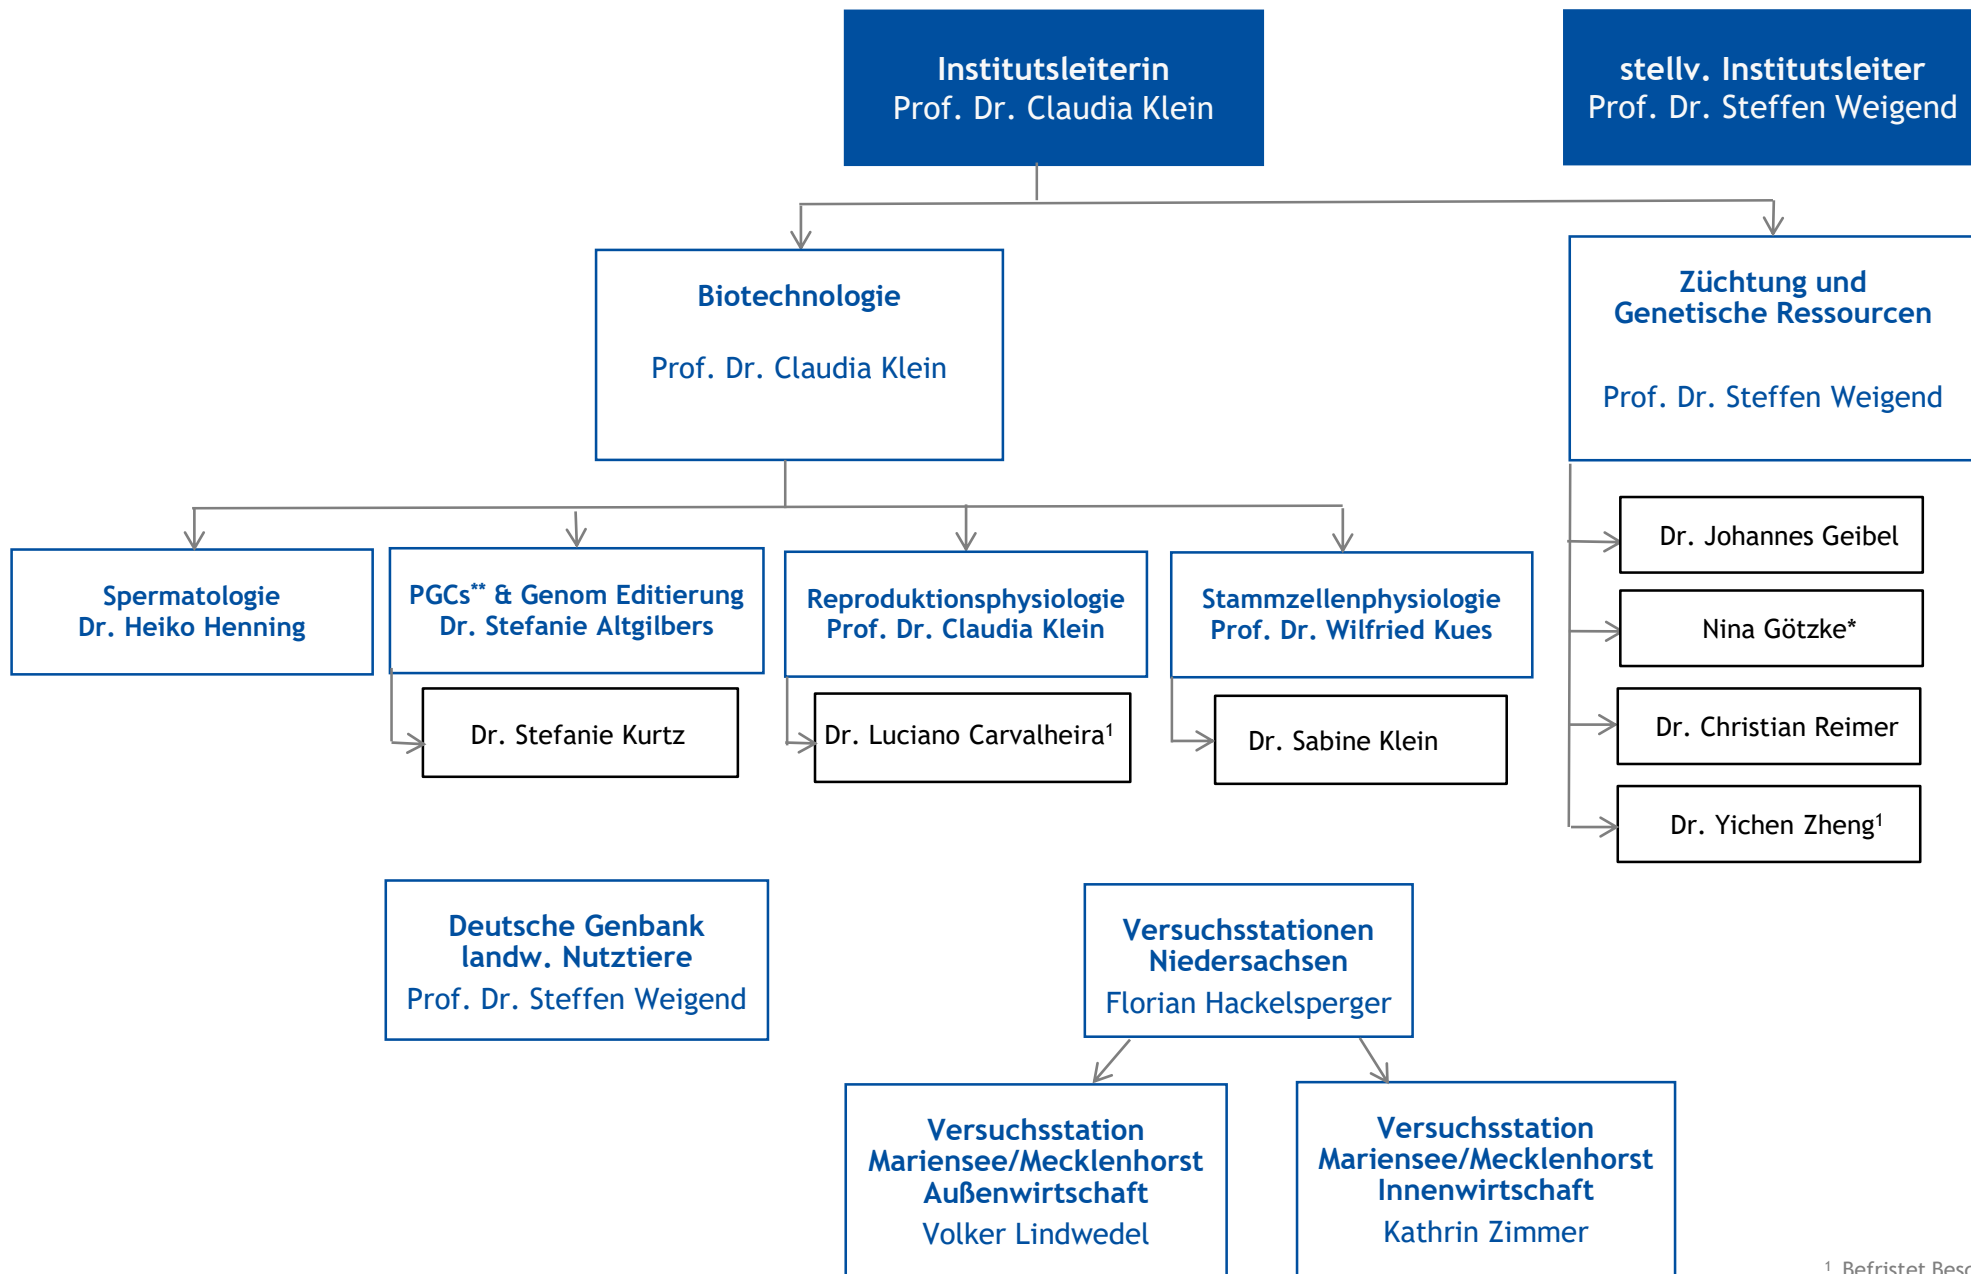 Institutsleiterin
Prof. Dr. Claudia Klein
stellv. Institutsleiter
Prof. Dr. Steffen Weigend
Biotechnologie
Prof. Dr. Claudia Klein
Züchtung und
Genetische Ressourcen
Prof. Dr. Steffen Weigend
Spermatologie
Dr. Heiko Henning
PGCs** & Genom Editierung
Dr. Stefanie Altgilbers
Reproduktionsphysiologie
Prof. Dr. Claudia Klein
Stammzellenphysiologie
Prof. Dr. Wilfried Kues
Dr. Johannes Geibel
Nina Götzke*
Dr. Christian Reimer
Dr. Yichen Zheng¹
Dr. Stefanie Kurtz
Dr. Luciano Carvalheira¹
Dr. Sabine Klein
Deutsche Genbank
landw. Nutztiere
Prof. Dr. Steffen Weigend
Versuchsstationen
Niedersachsen
Florian Hackelsperger
Versuchsstation
Mariensee/Mecklenhorst
Außenwirtschaft
Volker Lindwedel
Versuchsstation
Mariensee/Mecklenhorst
Innenwirtschaft
Kathrin Zimmer
¹ Befristet